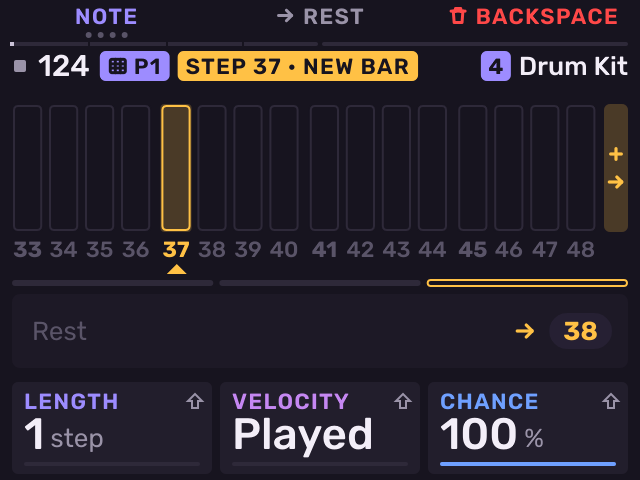 NOTE → REST BACKSPACE
124 P1 STEP 37 • NEW BAR 4 Drum Kit
+
→
33 34 35 36 37 38 39 40 41 42 43 44 45 46 47 48
Rest → 38
LENGTH VELOCITY CHANCE
1 step Played 100 %